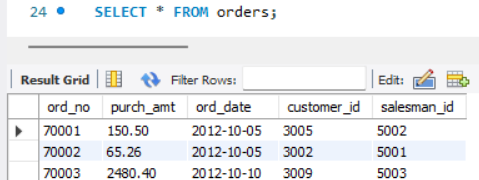 24 SELECT * FROM orders;
Result Grid Filter Rows: Edit:
ord_no purch_amt ord_date customer_id salesman_id
70001 150.50 2012-10-05 3005 5002
70002 65.26 2012-10-05 3002 5001
70003 2480.40 2012-10-10 3009 5003